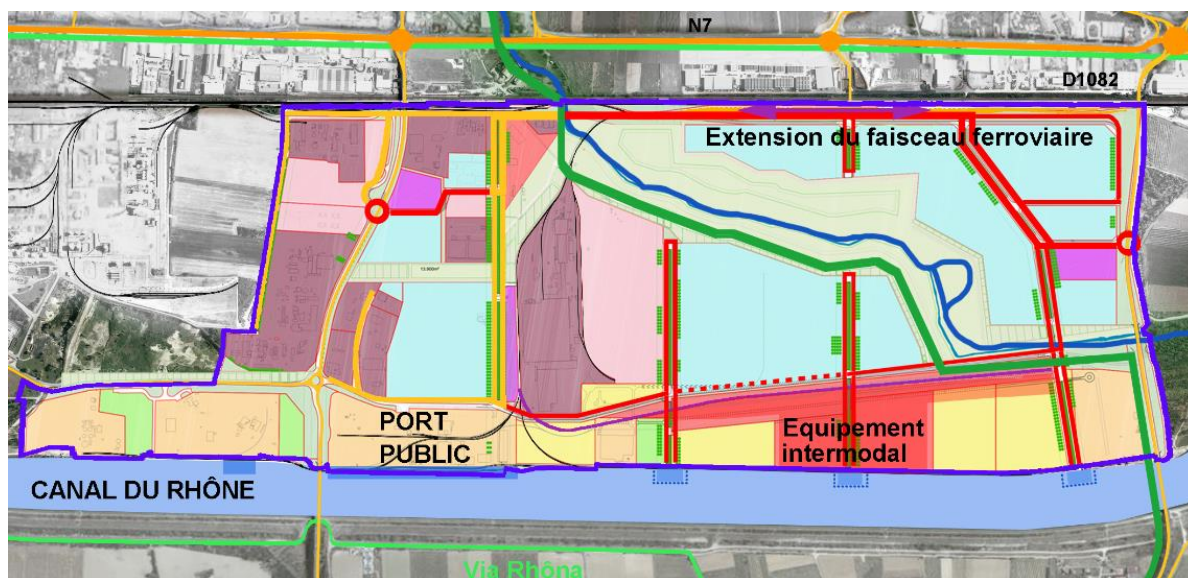 N7
D1082
Extension du faisceau ferroviaire
PORT
PUBLIC
Equipement
intermodal
CANAL DU RHÔNE
Via Rhôna